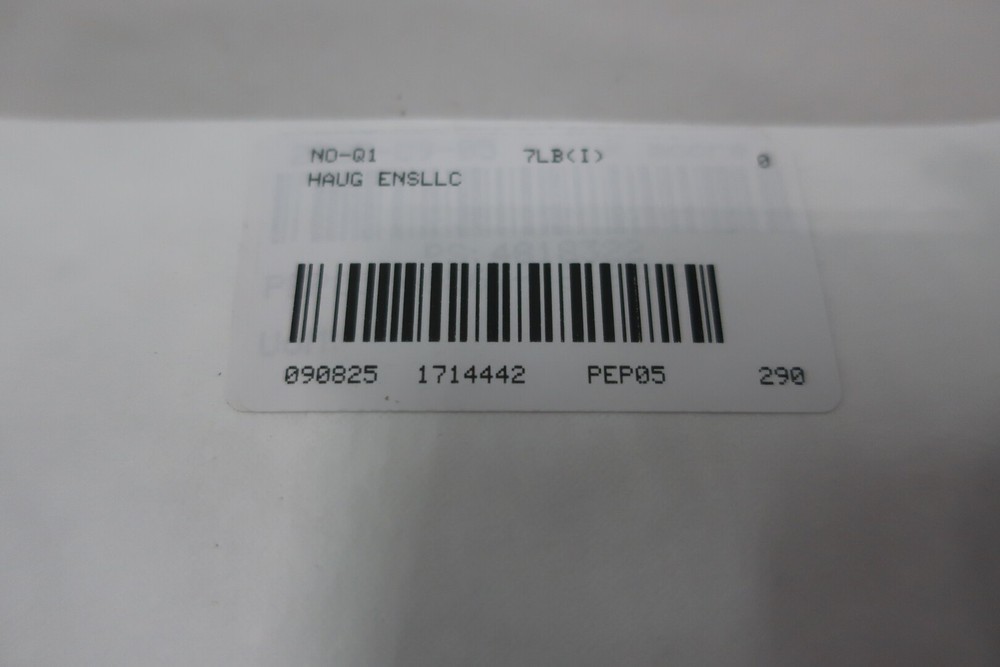 NO-Q1 7LB(I) 0
HAUG ENSLLC
090825 1714442 PEP05 290